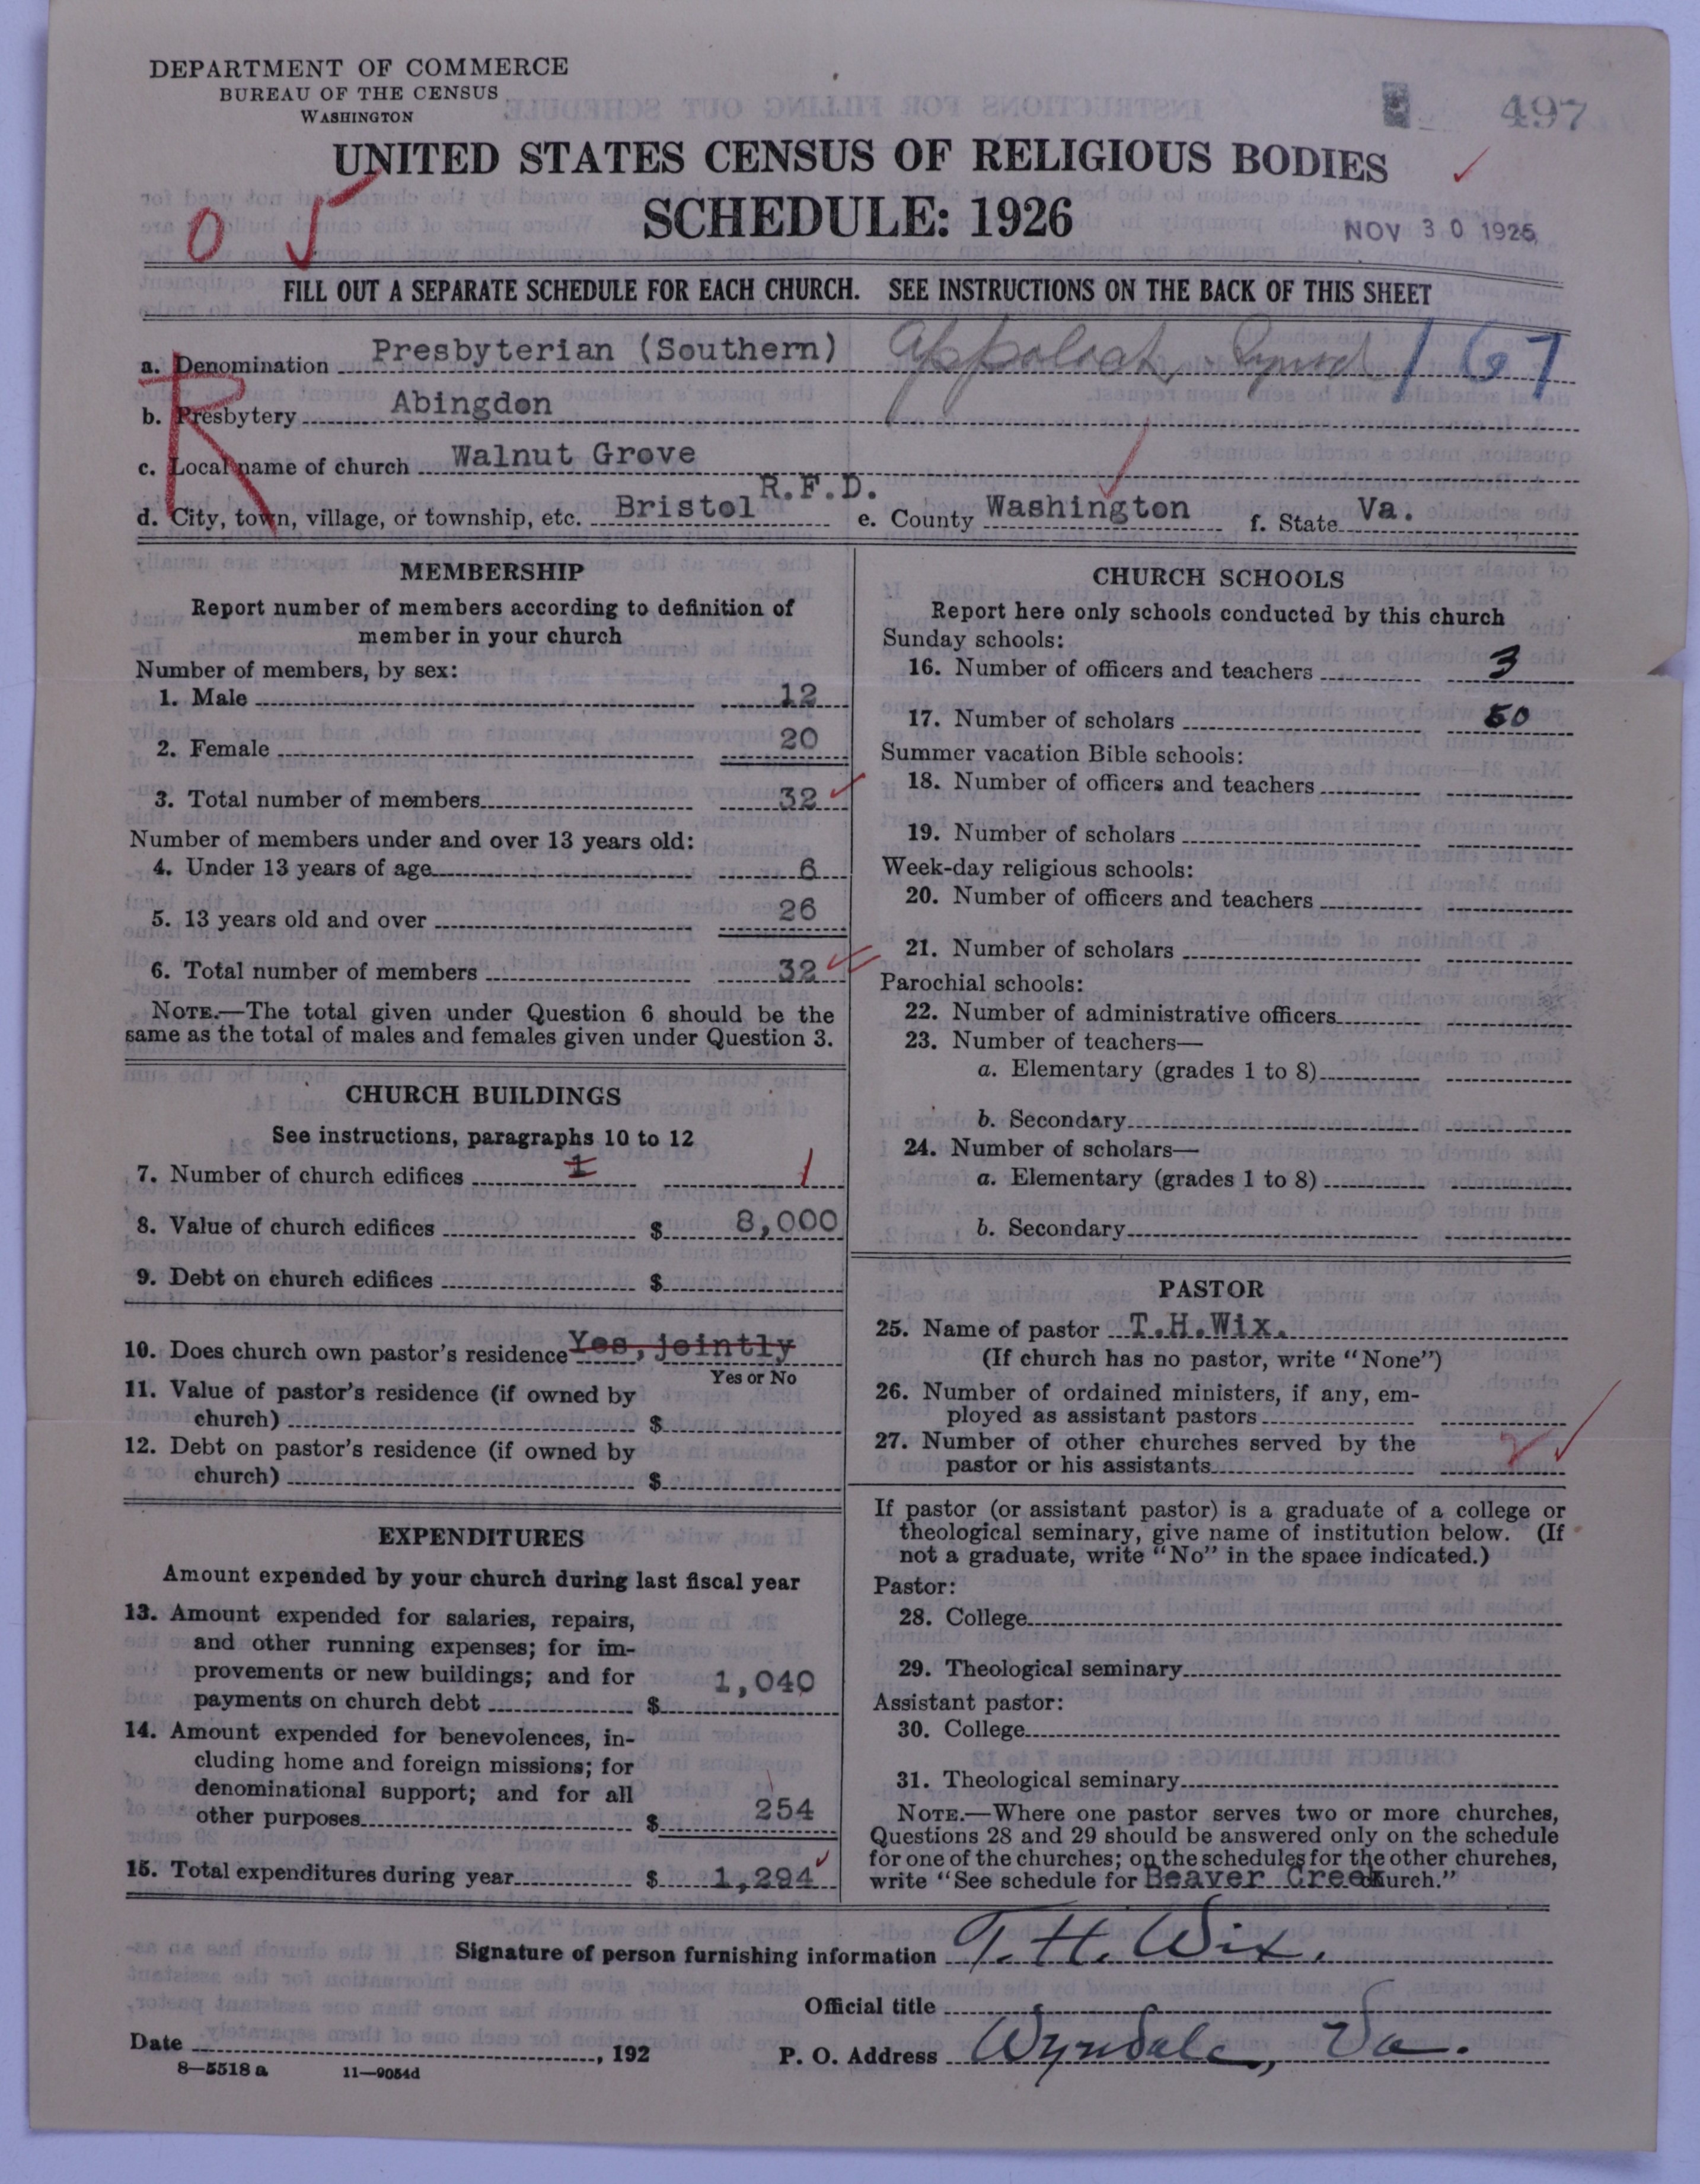 DEPARTMENT OF COMMERCE
BUREAU OF THE CENSUS
WASHINGTON
497
UNITED STATES CENSUS OF RELIGIOUS BODIES
SCHEDULE: 1926
NOV 30 1926
FILL OUT A SEPARATE SCHEDULE FOR EACH CHURCH. SEE INSTRUCTIONS ON THE BACK OF THIS SHEET
a. Denomination Presbyterian (Southern) Appalach, Synod 167
b. Presbytery Abingdon
c. Local name of church Walnut Grove
d. City, town, village, or township, etc. Bristol R.F.D. e. County Washington f. State Va.
MEMBERSHIP
Report number of members according to definition of
member in your church
Number of members, by sex:
1. Male 12
2. Female 20
3. Total number of members 32
Number of members under and over 13 years old:
4. Under 13 years of age 6
5. 13 years old and over 26
6. Total number of members 32
NOTE.—The total given under Question 6 should be the
same as the total of males and females given under Question 3.
CHURCH BUILDINGS
See instructions, paragraphs 10 to 12
7. Number of church edifices 1 1
8. Value of church edifices $ 8,000
9. Debt on church edifices $
10. Does church own pastor's residence Yes, jointly
Yes or No
11. Value of pastor's residence (if owned by
church) $
12. Debt on pastor's residence (if owned by
church) $
EXPENDITURES
Amount expended by your church during last fiscal year
13. Amount expended for salaries, repairs,
and other running expenses; for im-
provements or new buildings; and for
payments on church debt $ 1,040
14. Amount expended for benevolences, in-
cluding home and foreign missions; for
denominational support; and for all
other purposes $ 254
15. Total expenditures during year $ 1,294
CHURCH SCHOOLS
Report here only schools conducted by this church
Sunday schools:
16. Number of officers and teachers 3
17. Number of scholars 50
Summer vacation Bible schools:
18. Number of officers and teachers
19. Number of scholars
Week-day religious schools:
20. Number of officers and teachers
21. Number of scholars
Parochial schools:
22. Number of administrative officers
23. Number of teachers—
a. Elementary (grades 1 to 8)
b. Secondary
24. Number of scholars—
a. Elementary (grades 1 to 8)
b. Secondary
PASTOR
25. Name of pastor T.H.Wix.
(If church has no pastor, write "None")
26. Number of ordained ministers, if any, em-
ployed as assistant pastors
27. Number of other churches served by the
pastor or his assistants 2
If pastor (or assistant pastor) is a graduate of a college or
theological seminary, give name of institution below. (If
not a graduate, write "No" in the space indicated.)
Pastor:
28. College
29. Theological seminary
Assistant pastor:
30. College
31. Theological seminary
NOTE.—Where one pastor serves two or more churches,
Questions 28 and 29 should be answered only on the schedule
for one of the churches; on the schedules for the other churches,
write "See schedule for Beaver Creek church."
Signature of person furnishing information T. H. Wix.
Official title
Date , 192
P. O. Address Wyndale, Va.
8—5518 a 11—9054d